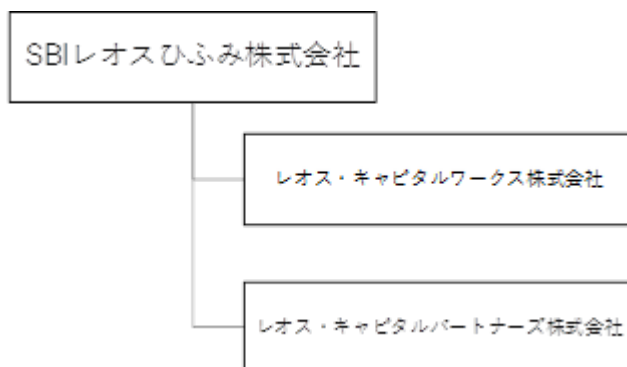 SBIレオスひふみ株式会社
レオス・キャピタルワークス株式会社
レオス・キャピタルパートナーズ株式会社